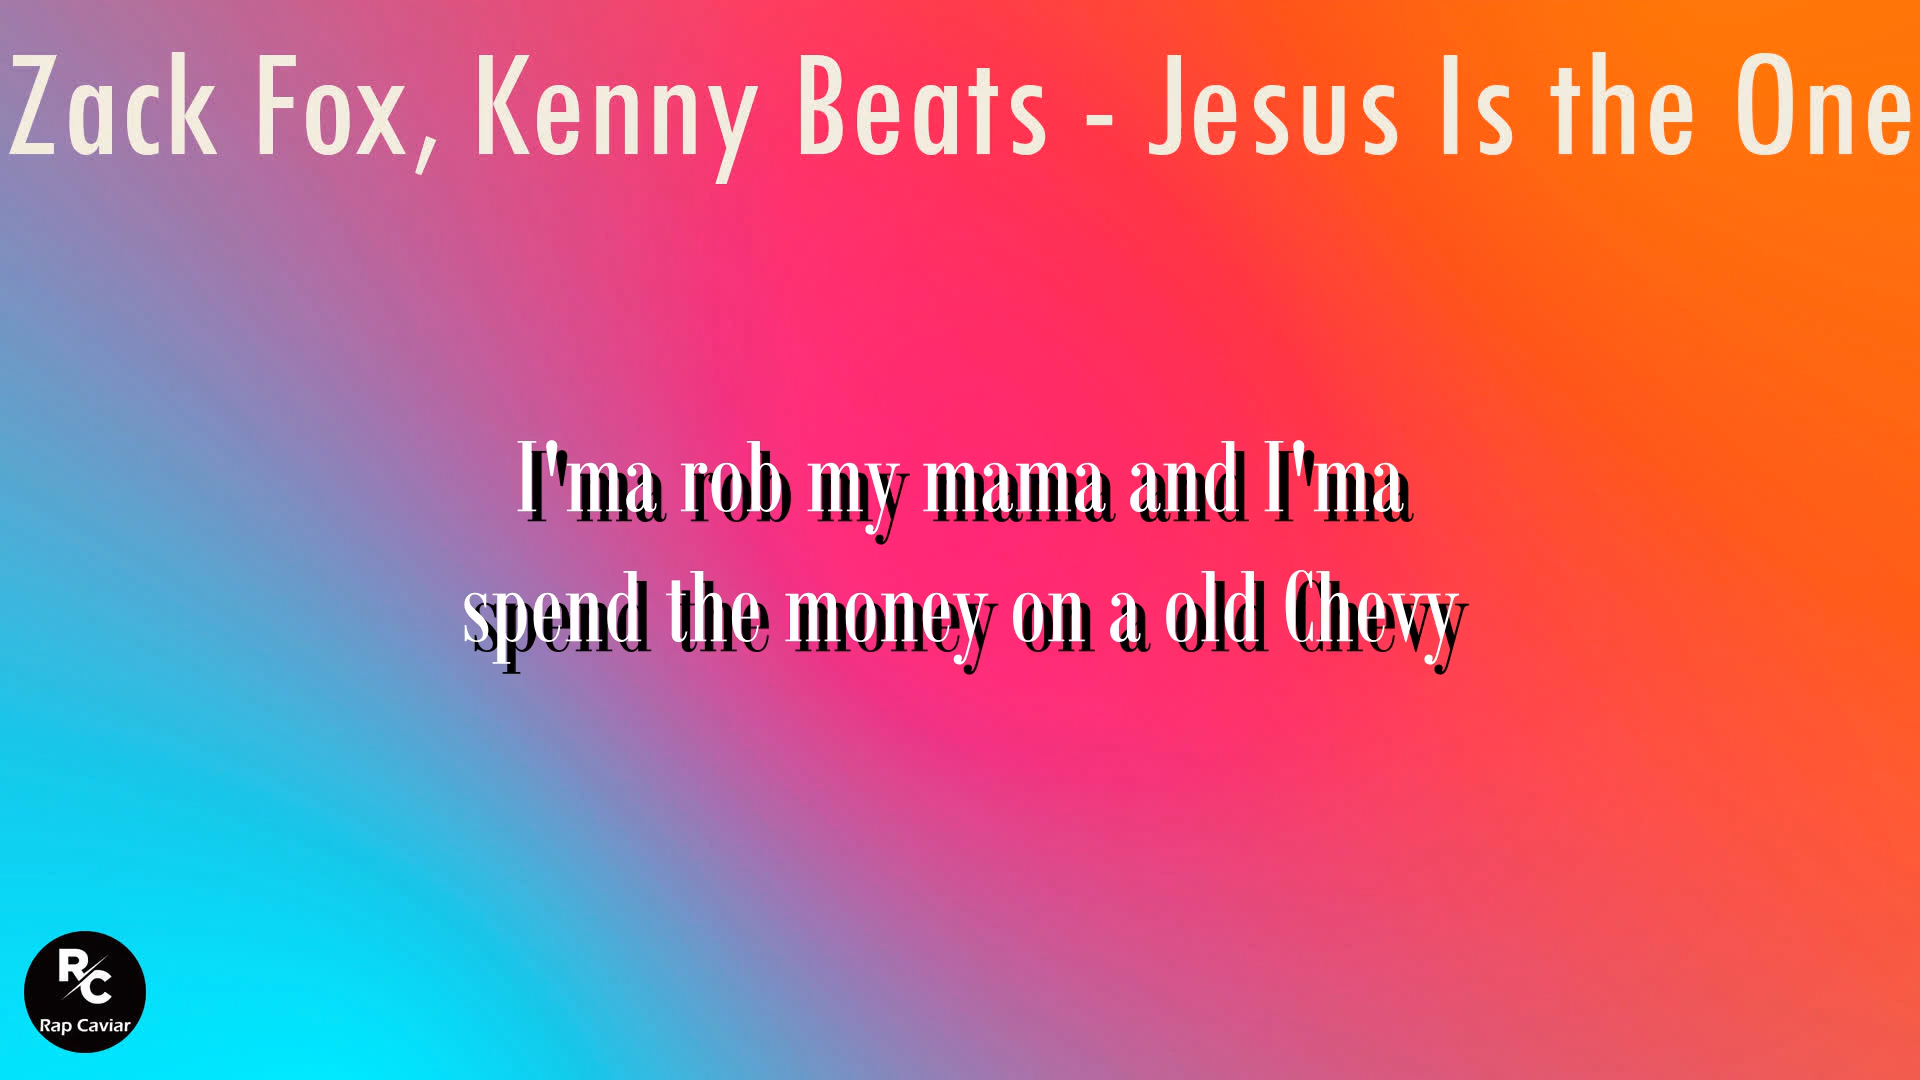 Zack Fox, Kenny Beats - Jesus Is the One
I'ma rob my mama and I'ma
spend the money on a old Chevy
RC
Rap Caviar